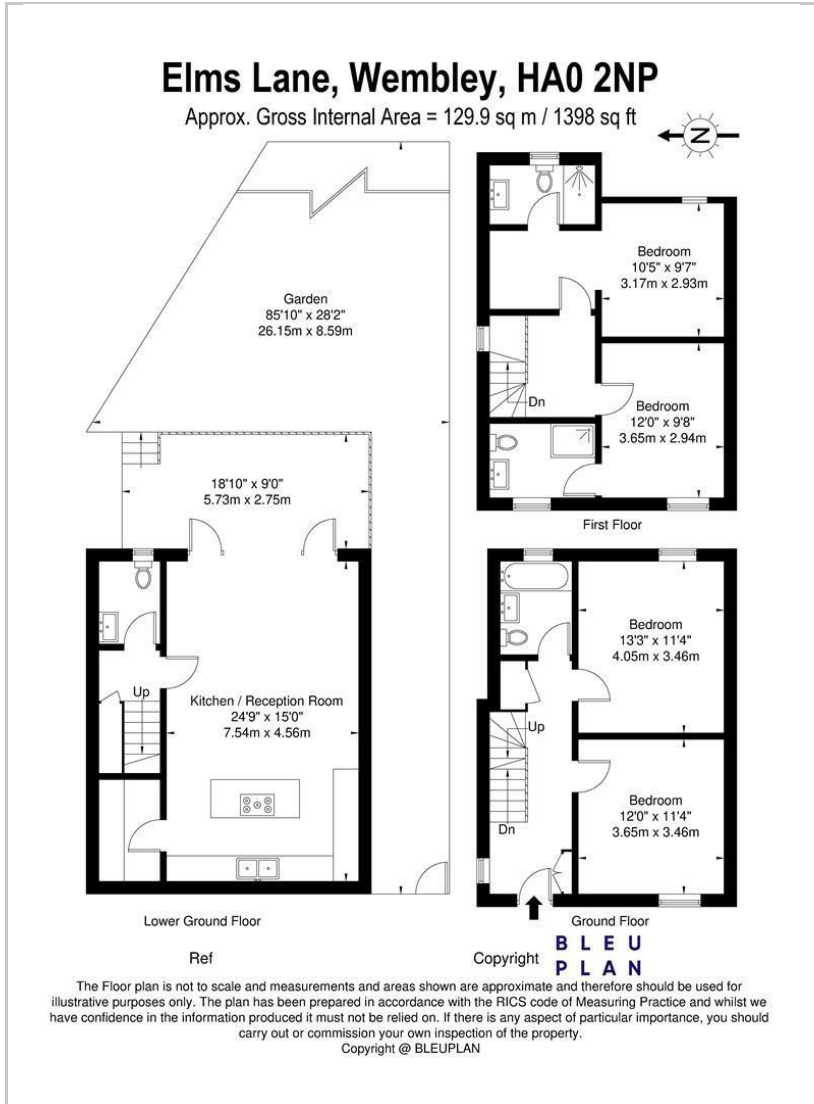 Elms Lane, Wembley, HA0 2NP
Approx. Gross Internal Area = 129.9 sq m / 1398 sq ft
N
Garden
85'10" x 28'2"
26.15m x 8.59m
18'10" x 9'0"
5.73m x 2.75m
Up
Kitchen / Reception Room
24'9" x 15'0"
7.54m x 4.56m
Lower Ground Floor
Bedroom
10'5" x 9'7"
3.17m x 2.93m
Dn
Bedroom
12'0" x 9'8"
3.65m x 2.94m
First Floor
Bedroom
13'3" x 11'4"
4.05m x 3.46m
Up
Dn
Bedroom
12'0" x 11'4"
3.65m x 3.46m
Ground Floor
Ref
Copyright
BLEU
PLAN
The Floor plan is not to scale and measurements and areas shown are approximate and therefore should be used for
illustrative purposes only. The plan has been prepared in accordance with the RICS code of Measuring Practice and whilst we
have confidence in the information produced it must not be relied on. If there is any aspect of particular importance, you should
carry out or commission your own inspection of the property.
Copyright @ BLEUPLAN